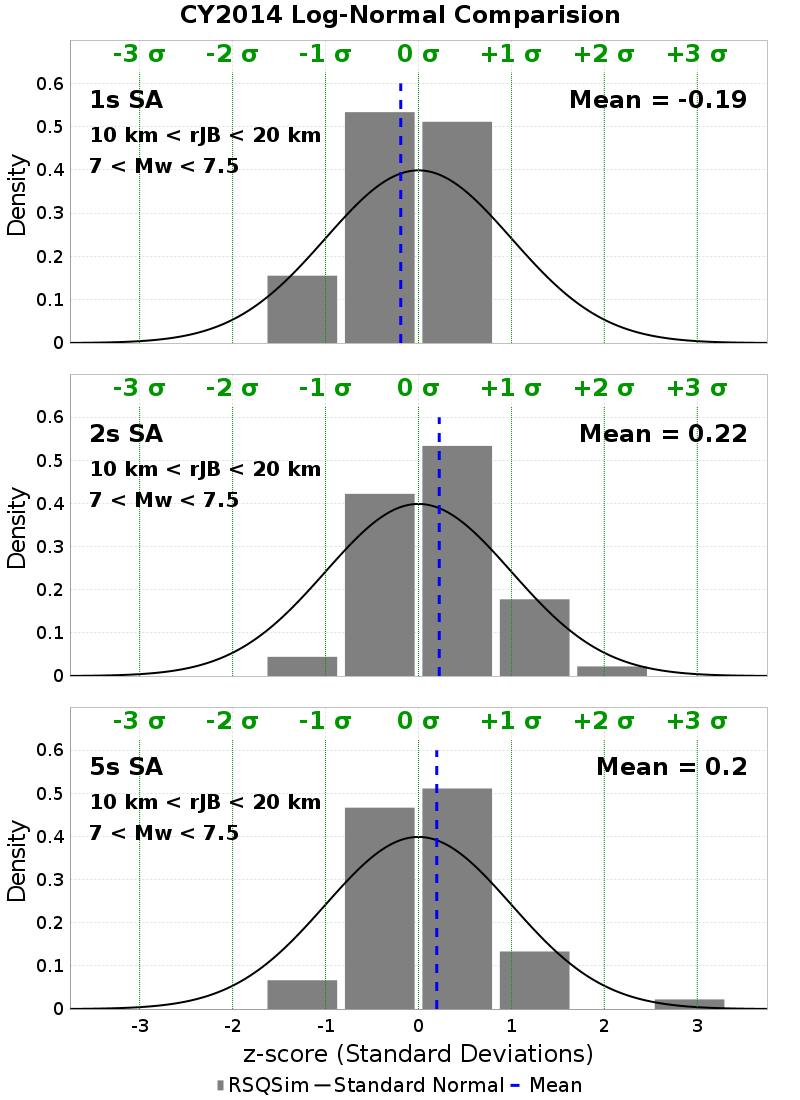 CY2014 Log-Normal Comparision
-3 σ -2 σ -1 σ 0 σ +1 σ +2 σ +3 σ
1s SA Mean = -0.19
10 km < rJB < 20 km
7 < Mw < 7.5
Density
0.6
0.5
0.4
0.3
0.2
0.1
0
-3 σ -2 σ -1 σ 0 σ +1 σ +2 σ +3 σ
2s SA Mean = 0.22
10 km < rJB < 20 km
7 < Mw < 7.5
Density
0.6
0.5
0.4
0.3
0.2
0.1
0
-3 σ -2 σ -1 σ 0 σ +1 σ +2 σ +3 σ
5s SA Mean = 0.2
10 km < rJB < 20 km
7 < Mw < 7.5
Density
0.6
0.5
0.4
0.3
0.2
0.1
0
-3 -2 -1 0 1 2 3
z-score (Standard Deviations)
RSQSim Standard Normal Mean